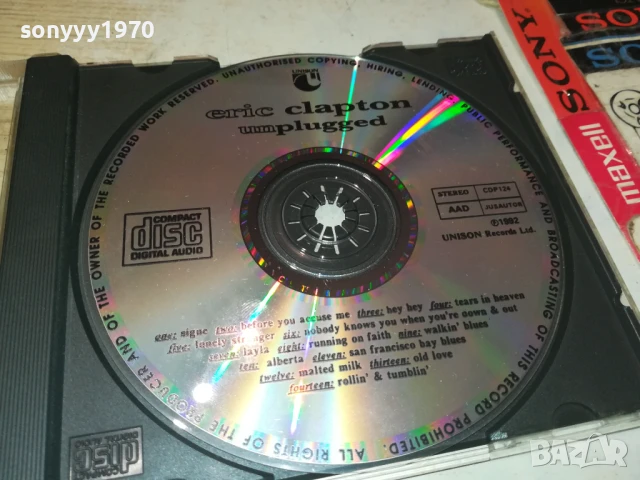 sonyyy1970
ALL RIGHTS OF THE PRODUCER AND OF THE OWNER OF THE RECORDED WORK RESERVED. UNAUTHORISED COPYING, HIRING, LENDING, PUBLIC PERFORMANCE AND BROADCASTING OF THIS RECORD PROHIBITED.
UNISON
eric clapton
unplugged
COMPACT
disc
DIGITAL AUDIO
STEREO CDP124
AAD JUSAUTOR
©1992
UNISON Records Ltd.
one: signe two: before you accuse me three: hey hey four: tears in heaven
five: lonely stranger six: nobody knows you when you're oown & out
seven: layla eight: running on faith nine: walkin' blues
ten: alberta eleven: san francisco bay blues
twelve: malted milk thirteen: old love
fourteen: rollin' & tumblin'
disc
SONY
SONY
maxell
BAZAR.bg